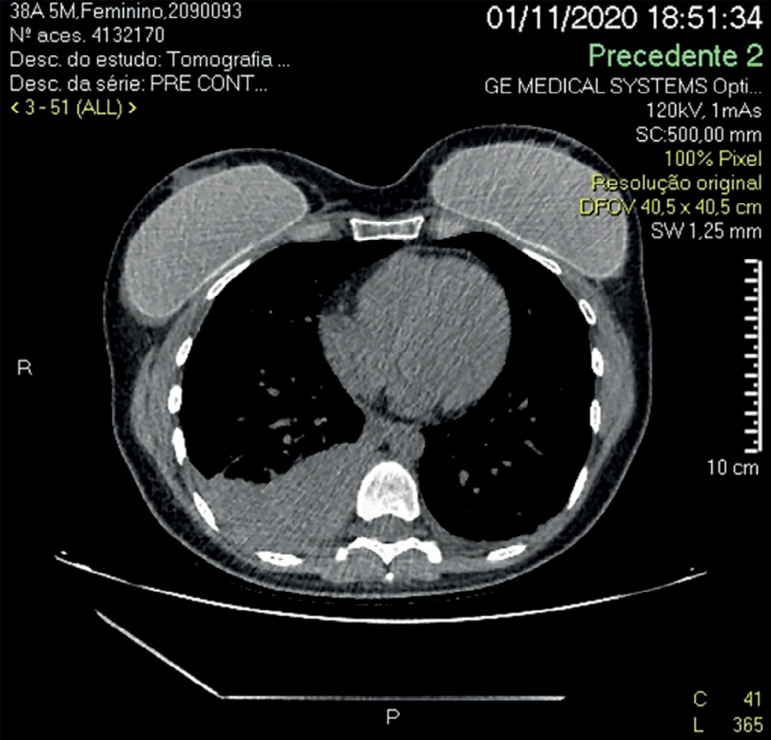 38A 5M,Feminino,2090093
Nº aces. 4132170
Desc. do estudo: Tomografia ...
Desc. da série: PRE CONT...
< 3 - 51 (ALL) >
01/11/2020 18:51:34
Precedente 2
GE MEDICAL SYSTEMS Opti...
120kV, 1mAs
SC:500,00 mm
100% Pixel
Resolução original
DFOV 40,5 x 40,5 cm
SW 1,25 mm
R
10 cm
P
C 41
L 365